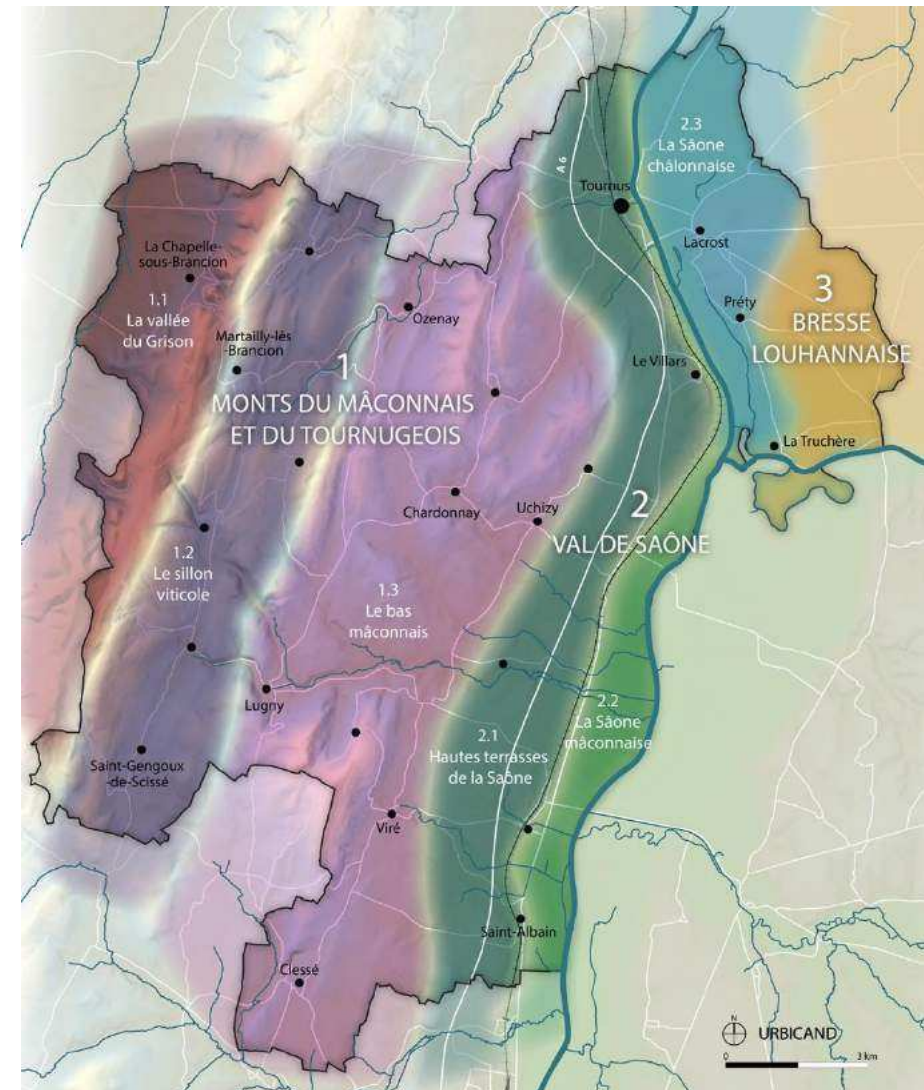 A 6
2.3
La Sâone
châlonnaise
Tournus
Lacrost
La Chapelle-
sous-Brancion
1.1
La vallée
du Grison
Ozenay
Préty
3
BRESSE
LOUHANNAISE
Martailly-lès
-Brancion
1
MONTS DU MÂCONNAIS
ET DU TOURNUGEOIS
Le Villars
La Truchère
Chardonnay
Uchizy
2
VAL DE SAÔNE
1.2
Le sillon
viticole
1.3
Le bas
mâconnais
Lugny
2.2
La Sâone
mâconnaise
2.1
Hautes terrasses
de la Saône
Saint-Gengoux
-de-Scissé
Viré
Saint-Albain
Clessé
N
URBICAND
0
3 km